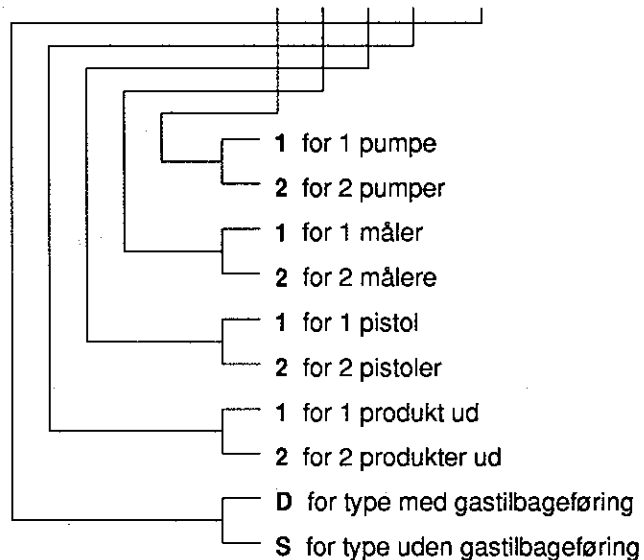 1 for 1 pumpe
2 for 2 pumper
1 for 1 måler
2 for 2 målere
1 for 1 pistol
2 for 2 pistoler
1 for 1 produkt ud
2 for 2 produkter ud
D for type med gastilbageføring
S for type uden gastilbageføring